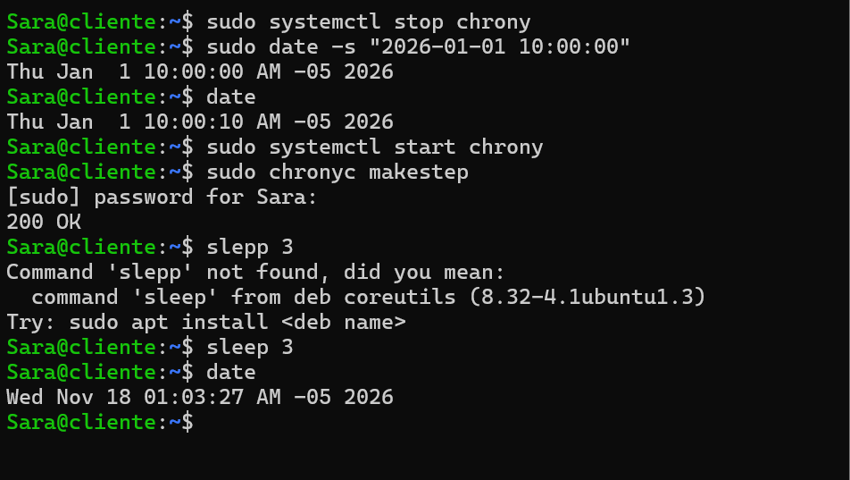 Sara@cliente:~$ sudo systemctl stop chrony
Sara@cliente:~$ sudo date -s "2026-01-01 10:00:00"
Thu Jan  1 10:00:00 AM -05 2026
Sara@cliente:~$ date
Thu Jan  1 10:00:10 AM -05 2026
Sara@cliente:~$ sudo systemctl start chrony
Sara@cliente:~$ sudo chronyc makestep
[sudo] password for Sara:
200 OK
Sara@cliente:~$ slepp 3
Command 'slepp' not found, did you mean:
  command 'sleep' from deb coreutils (8.32-4.1ubuntu1.3)
Try: sudo apt install <deb name>
Sara@cliente:~$ sleep 3
Sara@cliente:~$ date
Wed Nov 18 01:03:27 AM -05 2026
Sara@cliente:~$